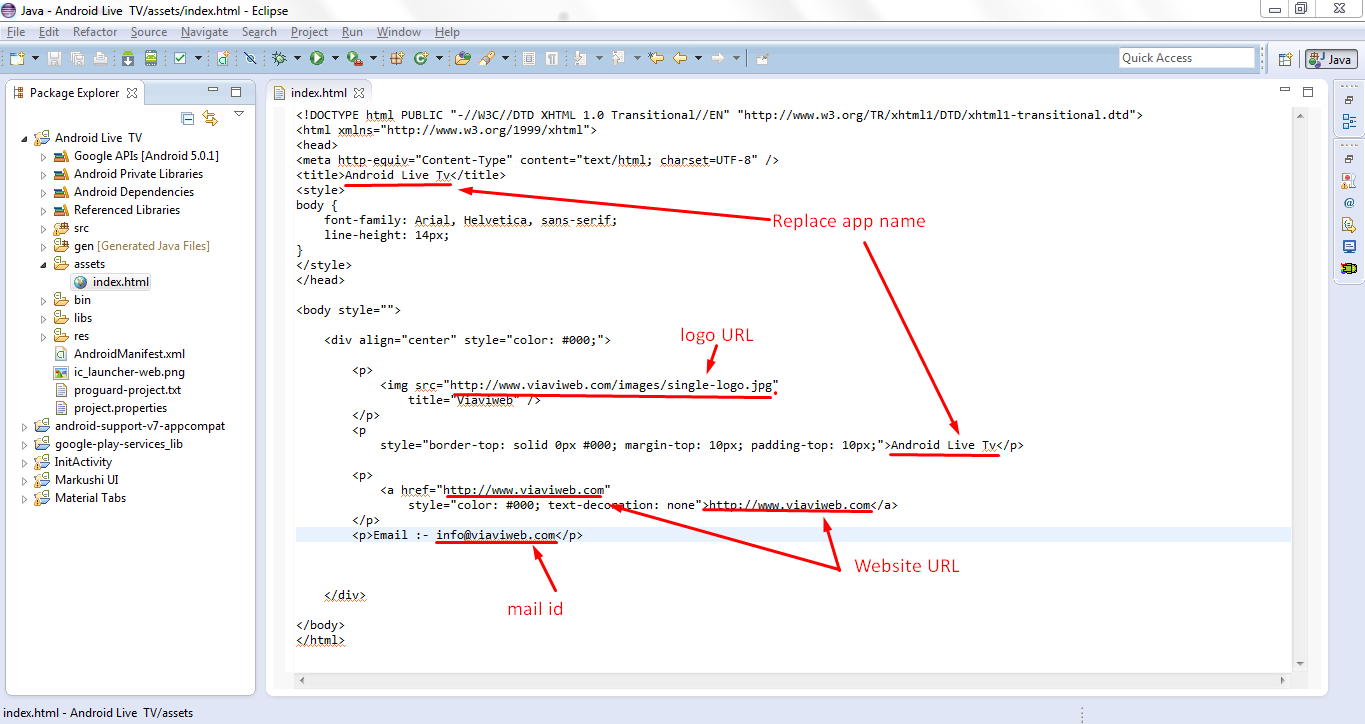 Java - Android Live  TV/assets/index.html - Eclipse
File Edit Refactor Source Navigate Search Project Run Window Help
Quick Access
Java
Package Explorer
Android Live  TV
Google APIs [Android 5.0.1]
Android Private Libraries
Android Dependencies
Referenced Libraries
src
gen [Generated Java Files]
assets
index.html
bin
libs
res
AndroidManifest.xml
ic_launcher-web.png
proguard-project.txt
project.properties
android-support-v7-appcompat
google-play-services_lib
InitActivity
Markushi UI
Material Tabs
index.html
<!DOCTYPE html PUBLIC "-//W3C//DTD XHTML 1.0 Transitional//EN" "http://www.w3.org/TR/xhtml1/DTD/xhtml1-transitional.dtd">
<html xmlns="http://www.w3.org/1999/xhtml">
<head>
<meta http-equiv="Content-Type" content="text/html; charset=UTF-8" />
<title>Android Live Tv</title>
<style>
body {
    font-family: Arial, Helvetica, sans-serif;
    line-height: 14px;
}
</style>
</head>
<body style="">
    <div align="center" style="color: #000;">
        <p>
            <img src="http://www.viaviweb.com/images/single-logo.jpg"
                title="Viaviweb" />
        </p>
        <p
            style="border-top: solid 0px #000; margin-top: 10px; padding-top: 10px;">Android Live Tv</p>
        <p>
            <a href="http://www.viaviweb.com"
                style="color: #000; text-decoration: none">http://www.viaviweb.com</a>
        </p>
        <p>Email :- info@viaviweb.com</p>
    </div>
</body>
</html>
Replace app name
logo URL
Website URL
mail id
index.html - Android Live  TV/assets